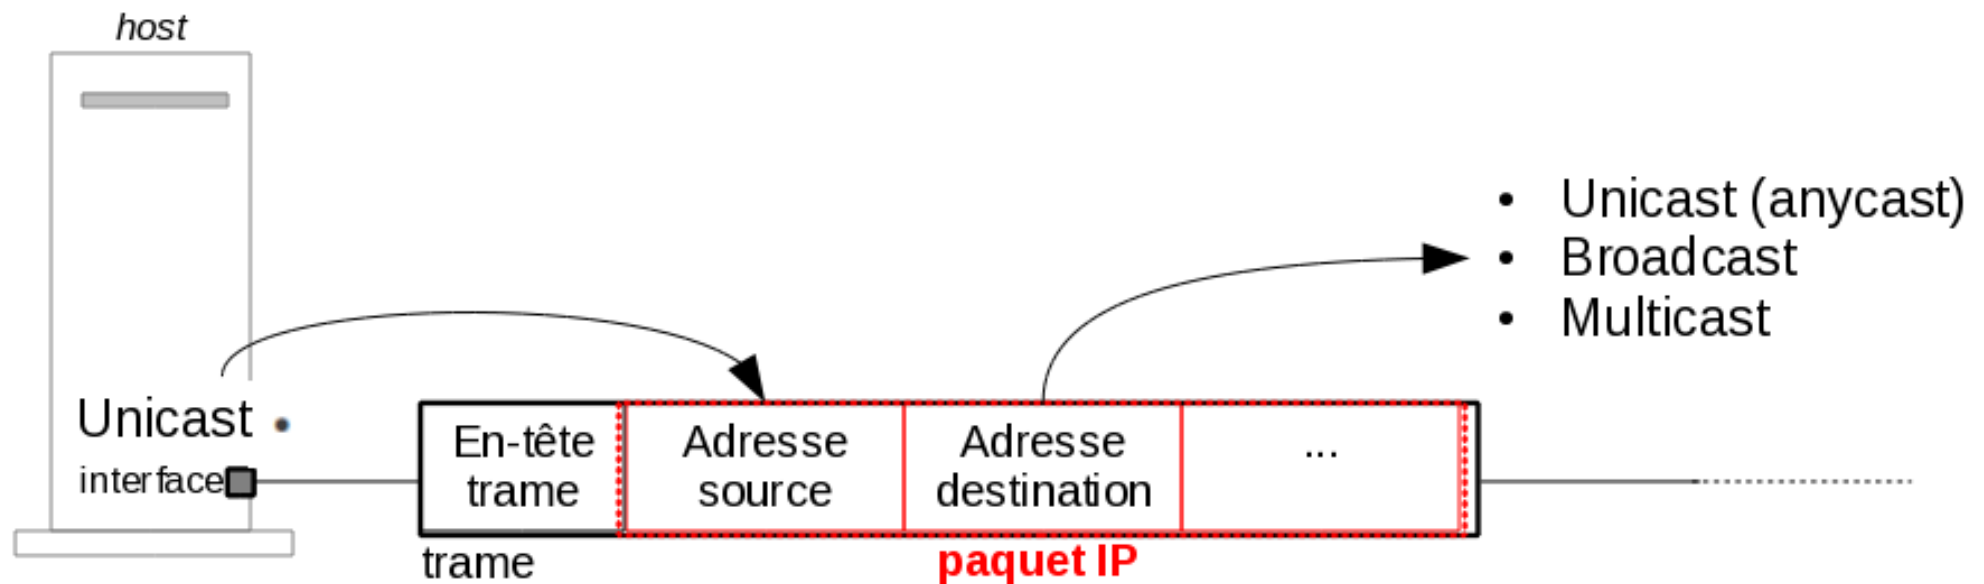 host
• Unicast (anycast)
• Broadcast
• Multicast
Unicast •
interface
En-tête
trame
Adresse
source
Adresse
destination
...
trame
paquet IP